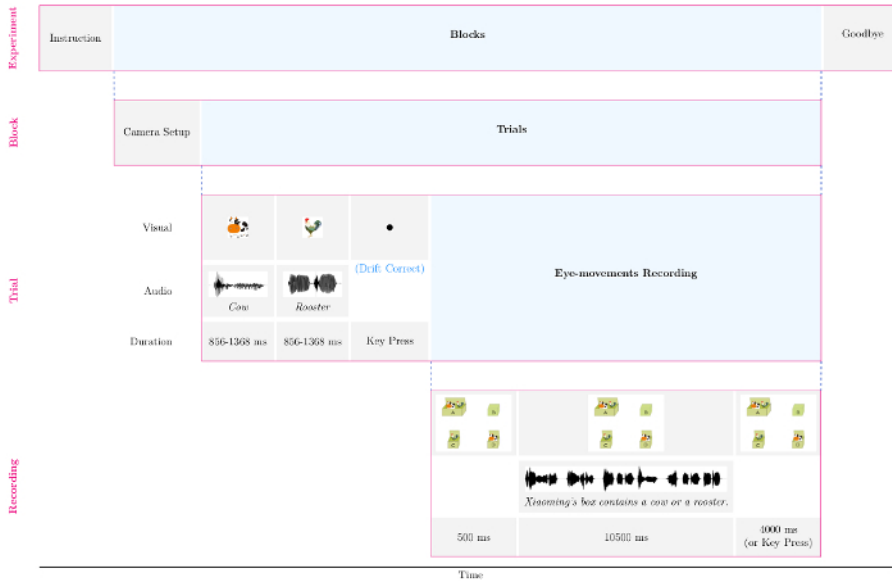 Experiment
Instruction
Blocks
Goodbye
Block
Camera Setup
Trials
Trial
Visual
(Drift Correct)
Audio
Cow
Rooster
Eye-movements Recording
Duration
856-1368 ms
856-1368 ms
Key Press
Recording
Xiaoming's box contains a cow or a rooster.
500 ms
10500 ms
4000 ms
(or Key Press)
Time